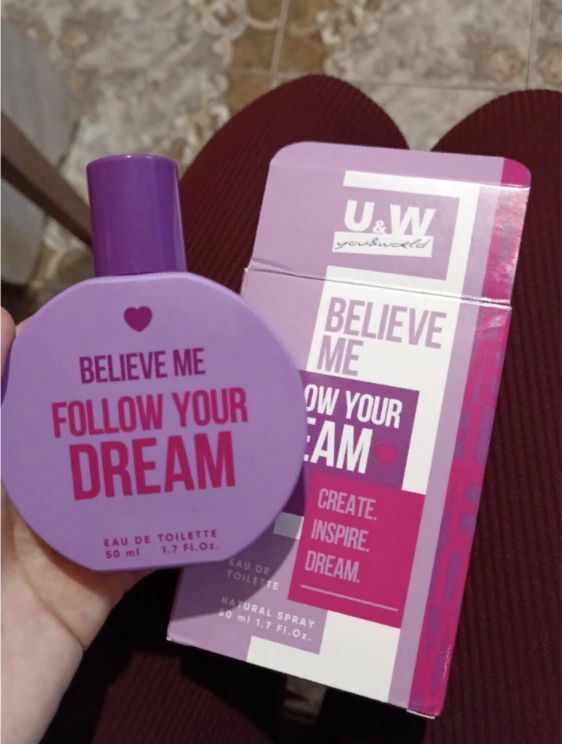 BELIEVE ME
FOLLOW YOUR
DREAM
EAU DE TOILETTE
50 ml 1.7 Fl.Oz.
U&W
you&world
BELIEVE
ME
OW YOUR
EAM
CREATE.
INSPIRE.
DREAM.
EAU DE
TOILETTE
NATURAL SPRAY
50 ml 1.7 Fl.Oz.